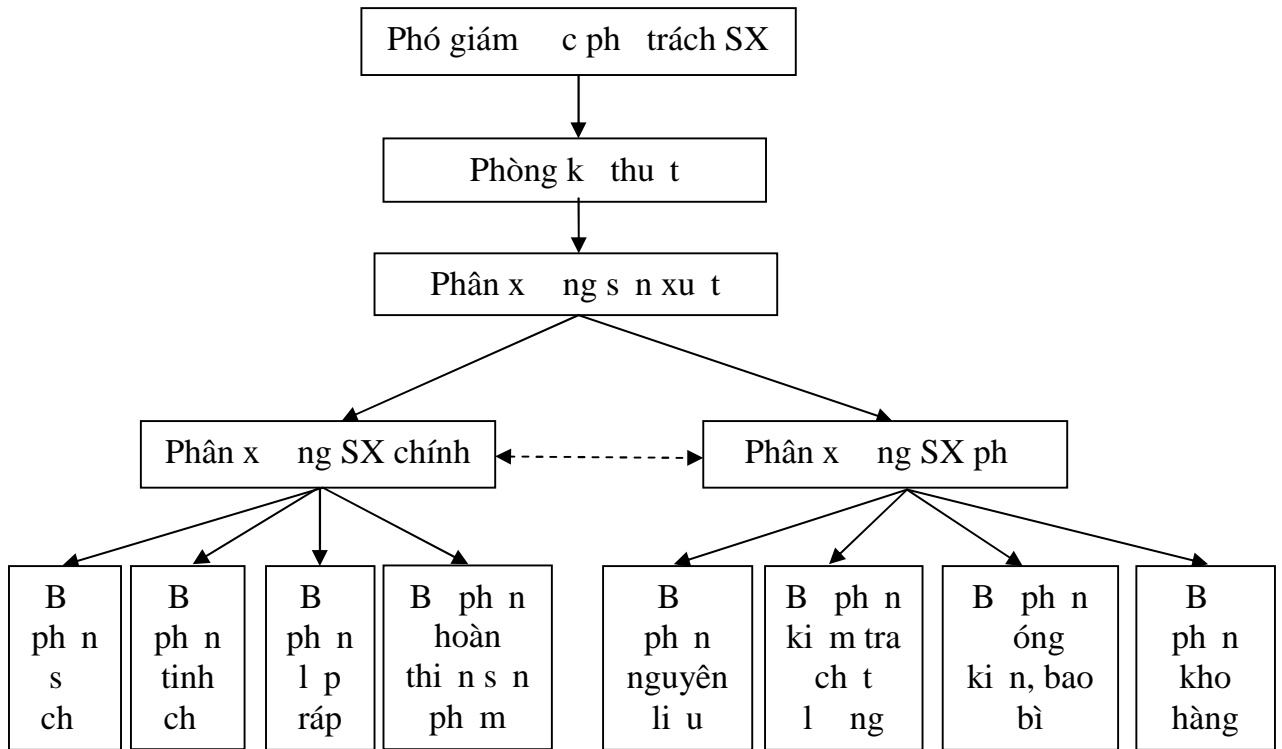 Phó giám c ph trách SX
Phòng k thu t
Phân x ng s n xu t
Phân x ng SX chính
Phân x ng SX ph
B
ph n
s
ch
B
ph n
tinh
ch
B
ph n
l p
ráp
B ph n
hoàn
thi n s n
ph m
B
ph n
nguyên
li u
B ph n
ki m tra
ch t
l ng
B ph n
óng
ki n, bao
bì
B
ph n
kho
hàng